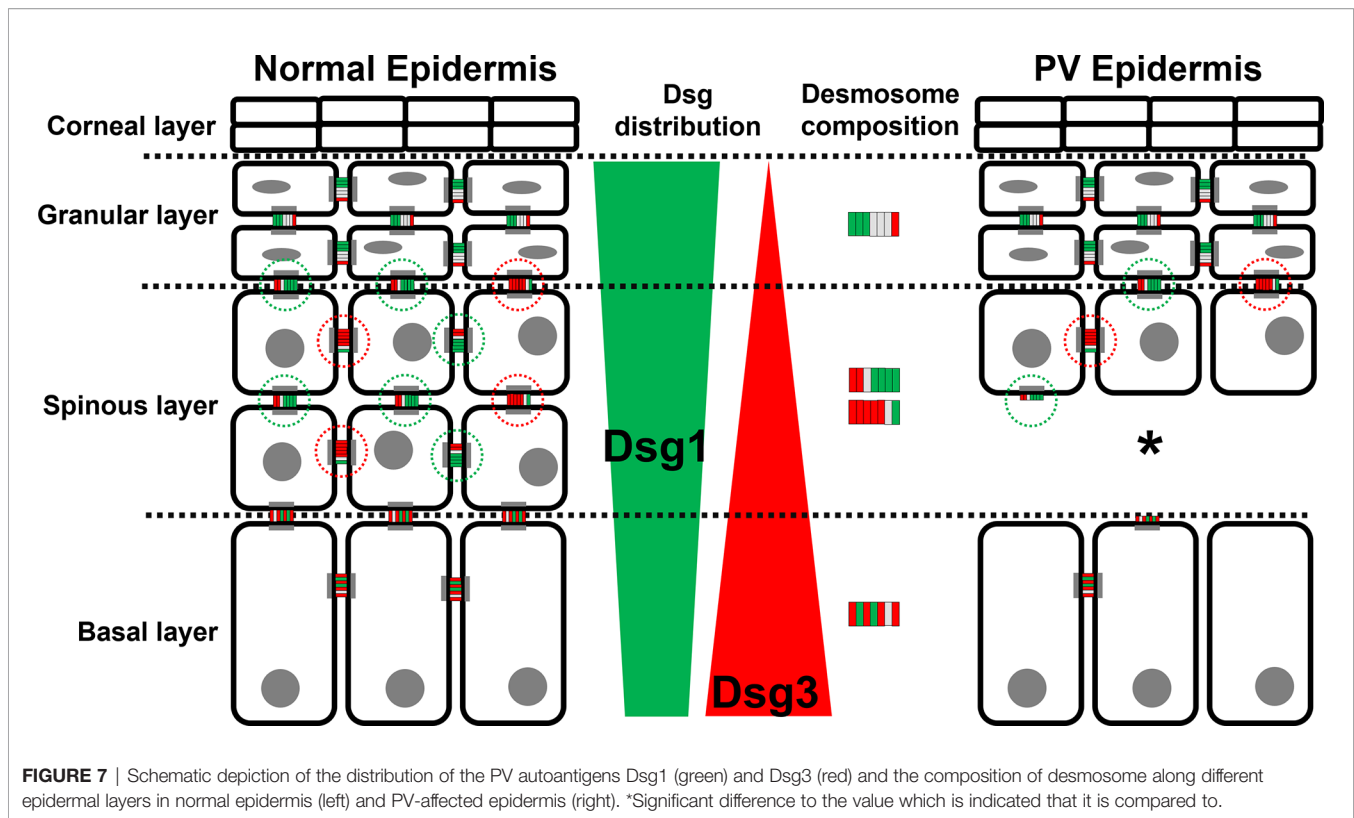 Normal Epidermis
PV Epidermis
Dsg
distribution
Desmosome
composition
Corneal layer
Granular layer
Spinous layer
Basal layer
Dsg1
Dsg3
*
FIGURE 7 | Schematic depiction of the distribution of the PV autoantigens Dsg1 (green) and Dsg3 (red) and the composition of desmosome along different
epidermal layers in normal epidermis (left) and PV-affected epidermis (right). *Significant difference to the value which is indicated that it is compared to.